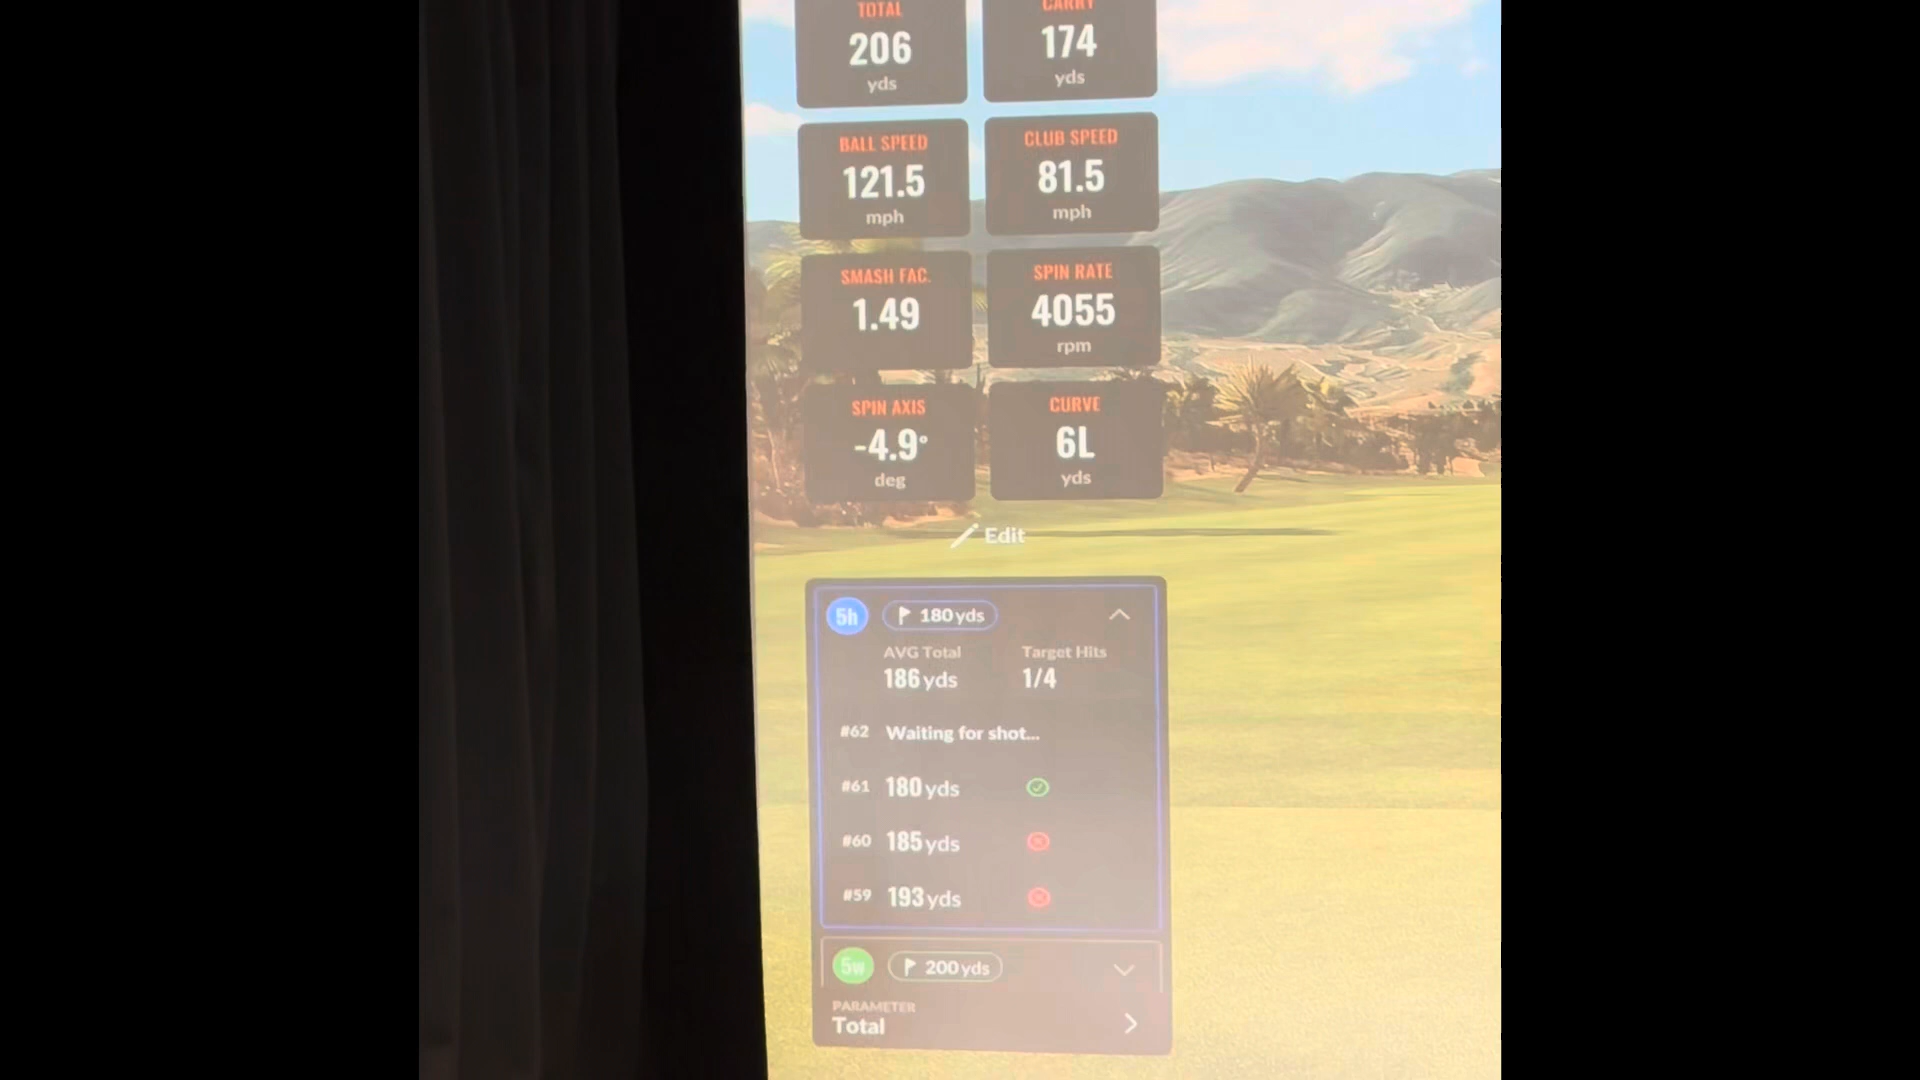 TOTAL
206
yds
CARRY
174
yds
BALL SPEED
121.5
mph
CLUB SPEED
81.5
mph
SMASH FAC.
1.49
SPIN RATE
4055
rpm
SPIN AXIS
-4.9°
deg
CURVE
6L
yds
Edit
5h 180 yds
AVG Total Target Hits
186 yds 1/4
#62 Waiting for shot...
#61 180 yds
#60 185 yds
#59 193 yds
5w 200 yds
PARAMETER
Total